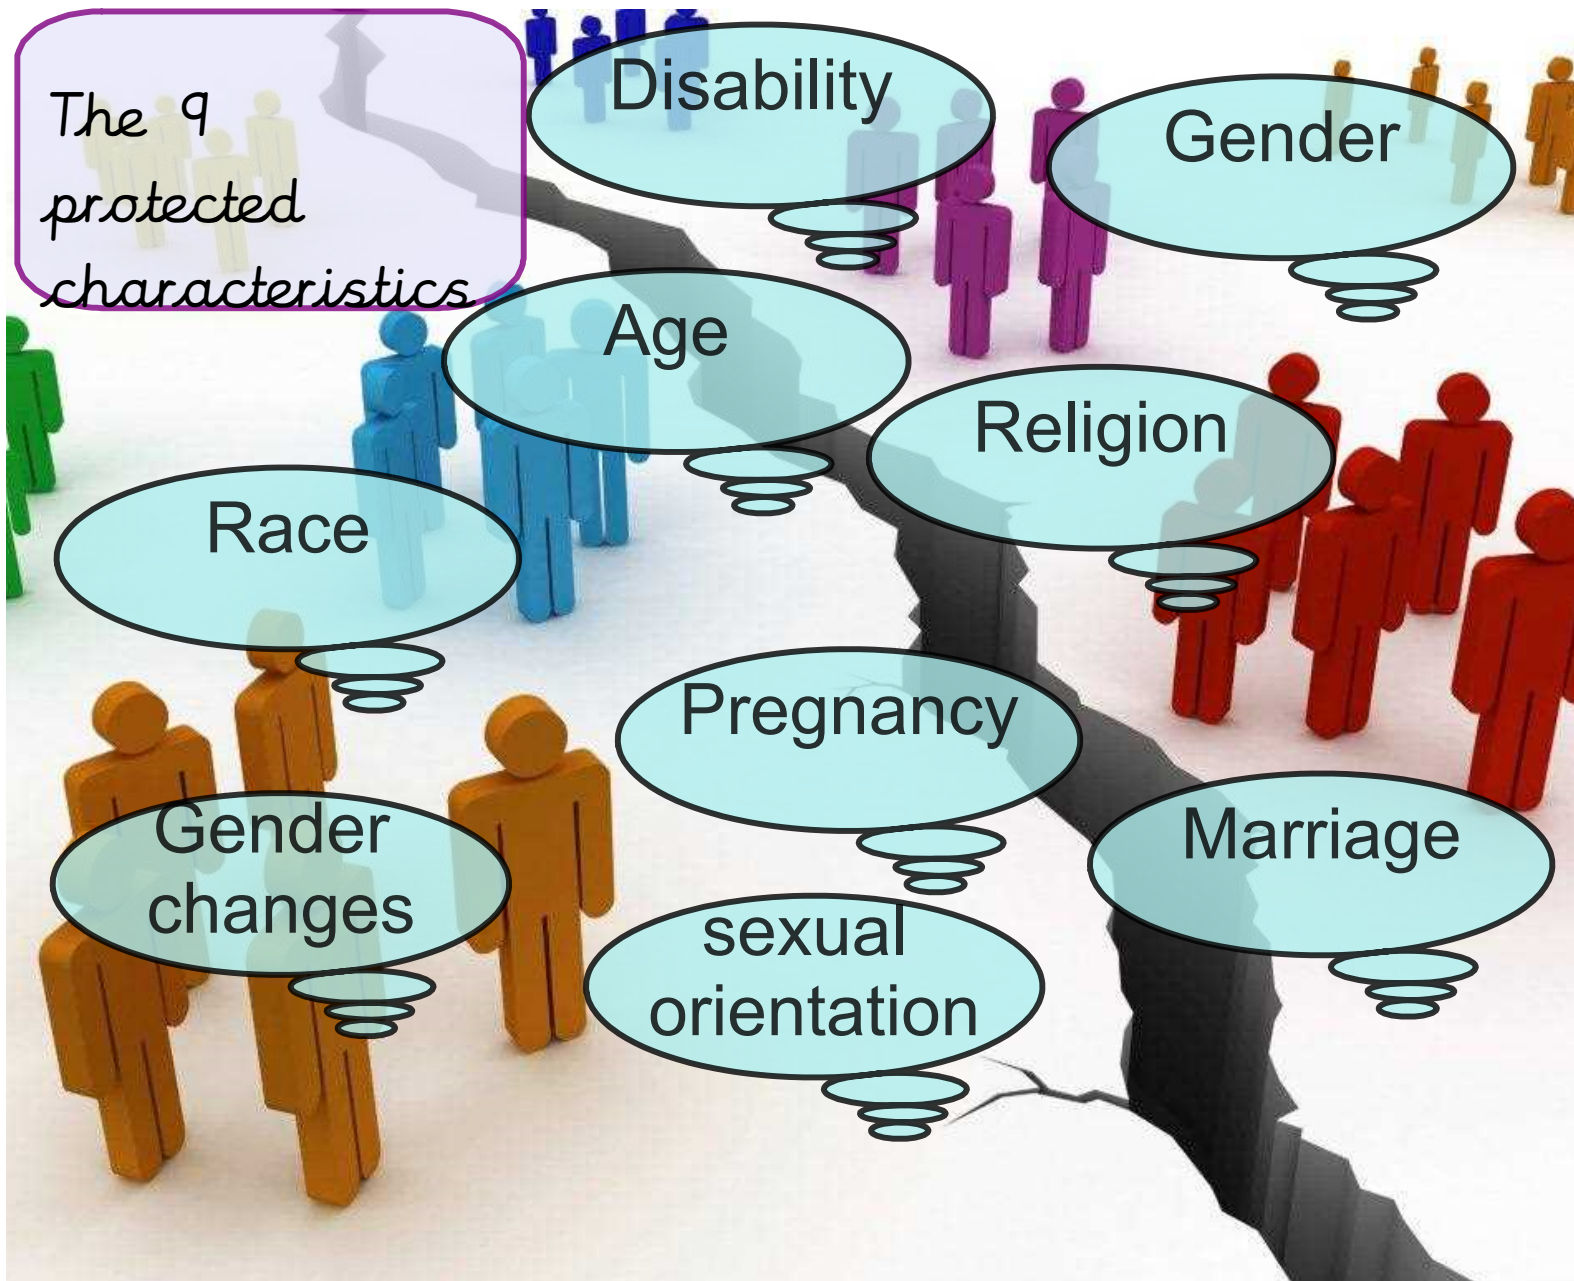 The 9
protected
characteristics
Disability
Gender
Age
Religion
Race
Pregnancy
Marriage
Gender
changes
sexual
orientation